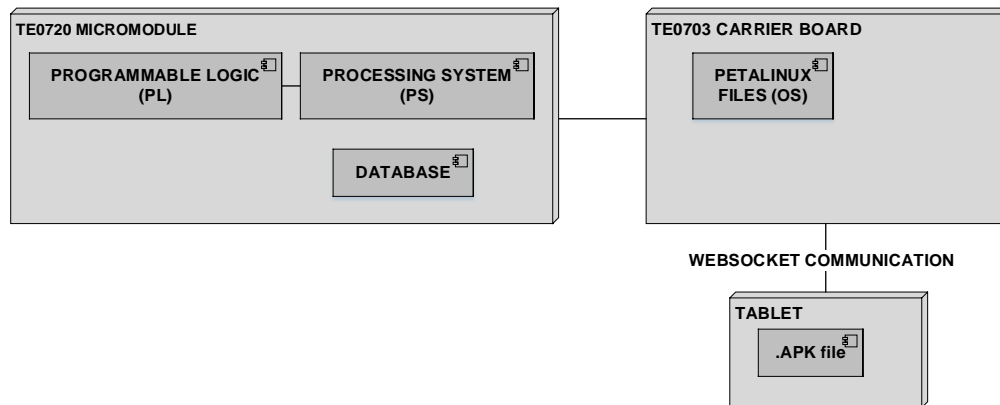 TE0720 MICROMODULE
PROGRAMMABLE LOGIC
(PL)
PROCESSING SYSTEM
(PS)
DATABASE
TE0703 CARRIER BOARD
PETALINUX
FILES (OS)
WEBSOCKET COMMUNICATION
TABLET
.APK file